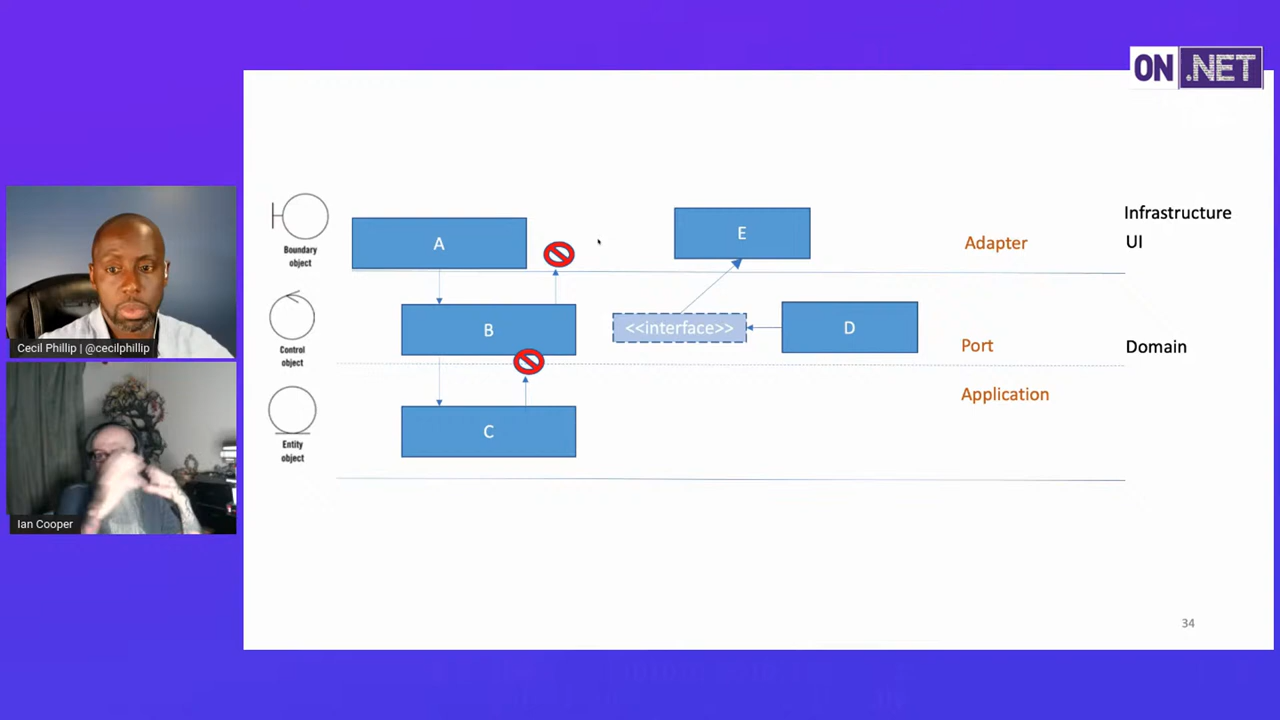 ON .NET
Boundary
object
A
E
Adapter
Infrastructure
UI
Control
object
B
<<interface>>
D
Port
Domain
Application
Entity
object
C
34
Cecil Phillip | @cecilphillip
Ian Cooper